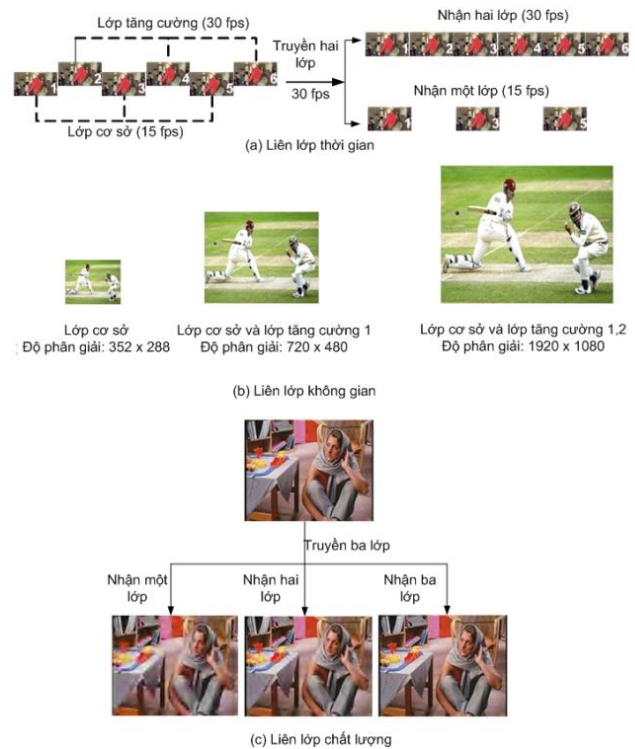 Lớp tăng cường (30 fps)
1 2 3 4 5 6
Lớp cơ sở (15 fps)
Truyền hai
lớp
30 fps
Nhận hai lớp (30 fps)
1 2 3 4 5 6
Nhận một lớp (15 fps)
1 3 5
(a) Liên lớp thời gian
Lớp cơ sở
Độ phân giải: 352 x 288
Lớp cơ sở và lớp tăng cường 1
Độ phân giải: 720 x 480
Lớp cơ sở và lớp tăng cường 1,2
Độ phân giải: 1920 x 1080
(b) Liên lớp không gian
Truyền ba lớp
Nhận một
lớp
Nhận hai
lớp
Nhận ba
lớp
(c) Liên lớp chất lượng